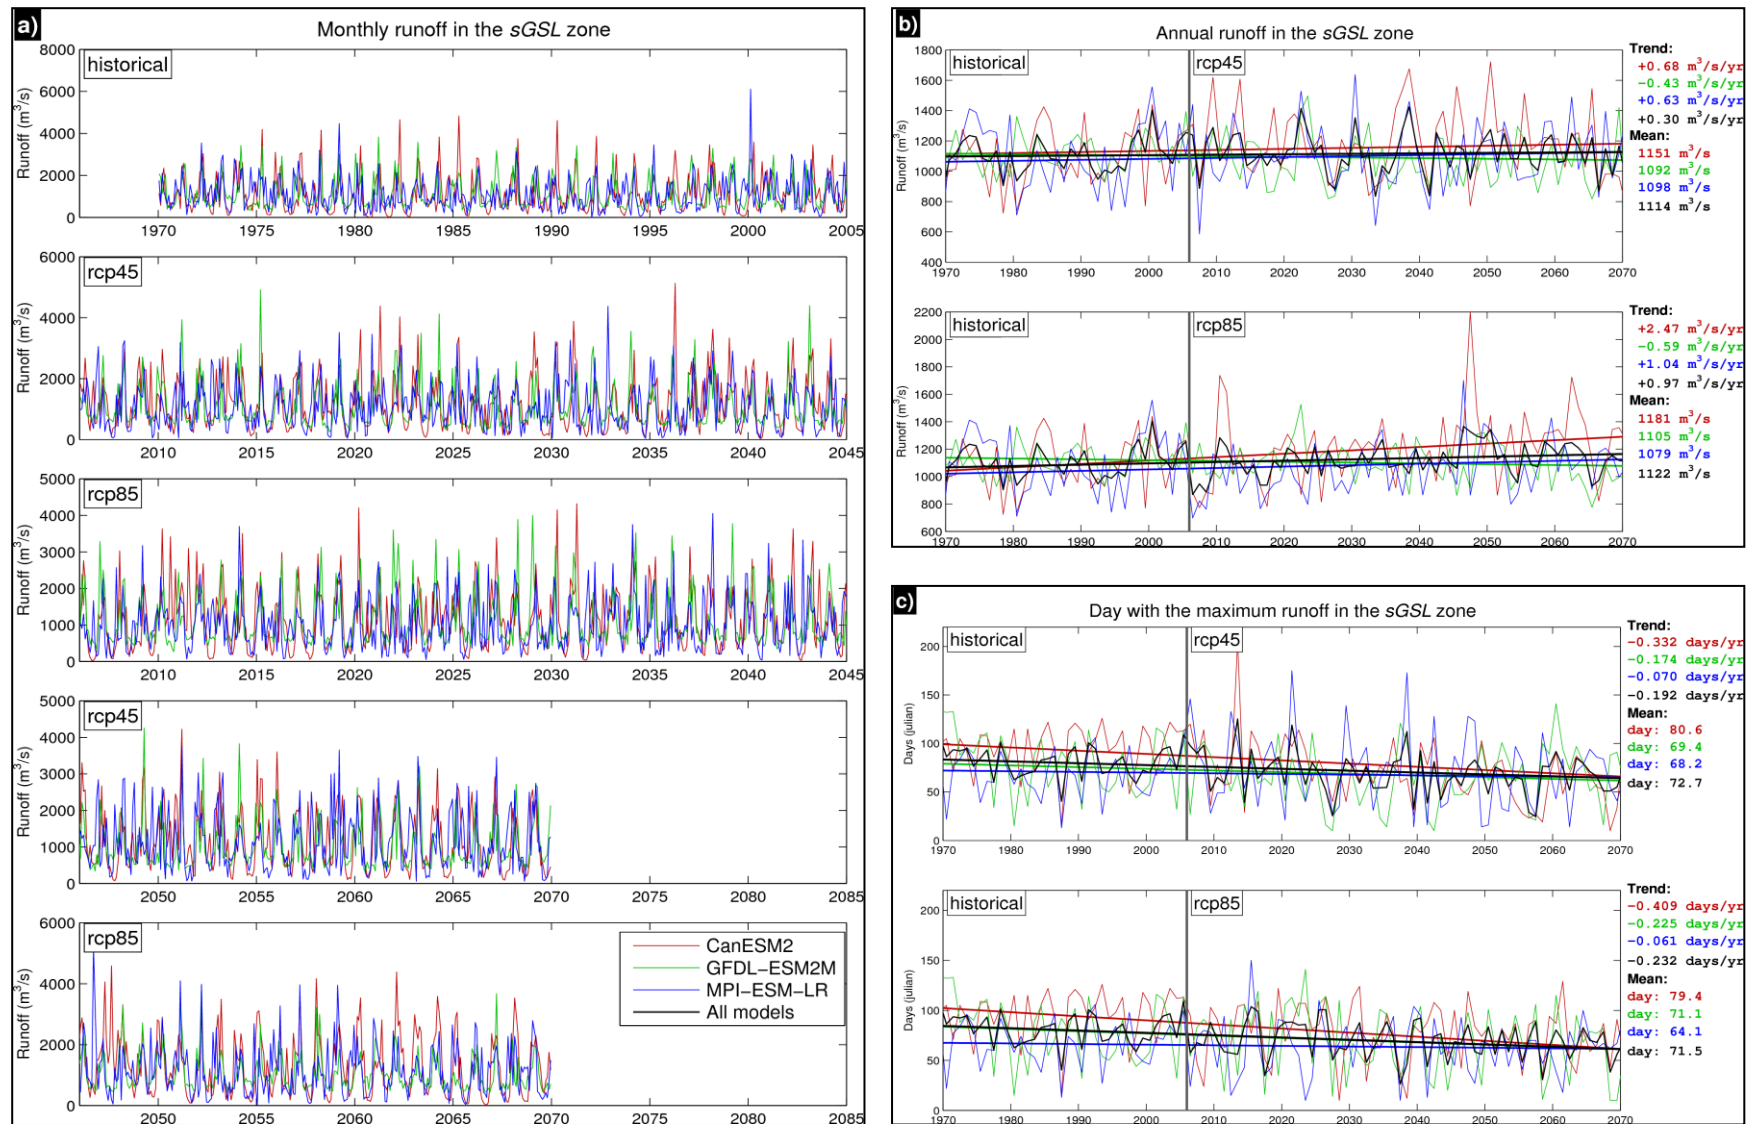 a)
Monthly runoff in the sGSL zone
historical
Runoff (m³/s)
8000
6000
4000
2000
0
1970 1975 1980 1985 1990 1995 2000 2005
rcp45
Runoff (m³/s)
6000
4000
2000
0
2010 2015 2020 2025 2030 2035 2040 2045
rcp85
Runoff (m³/s)
5000
4000
3000
2000
1000
0
2010 2015 2020 2025 2030 2035 2040 2045
rcp45
Runoff (m³/s)
5000
4000
3000
2000
1000
0
2050 2055 2060 2065 2070 2075 2080 2085
rcp85
Runoff (m³/s)
6000
4000
2000
0
2050 2055 2060 2065 2070 2075 2080 2085
CanESM2
GFDL−ESM2M
MPI−ESM−LR
All models
b)
Annual runoff in the sGSL zone
historical
rcp45
Runoff (m³/s)
1800
1600
1400
1200
1000
800
600
400
1970 1980 1990 2000 2010 2020 2030 2040 2050 2060 2070
Trend:
+0.68 m³/s/yr
−0.43 m³/s/yr
+0.63 m³/s/yr
+0.30 m³/s/yr
Mean:
1151 m³/s
1092 m³/s
1098 m³/s
1114 m³/s
historical
rcp85
Runoff (m³/s)
2200
2000
1800
1600
1400
1200
1000
800
600
1970 1980 1990 2000 2010 2020 2030 2040 2050 2060 2070
Trend:
+2.47 m³/s/yr
−0.59 m³/s/yr
+1.04 m³/s/yr
+0.97 m³/s/yr
Mean:
1181 m³/s
1105 m³/s
1079 m³/s
1122 m³/s
c)
Day with the maximum runoff in the sGSL zone
historical
rcp45
Days (julian)
200
150
100
50
0
1970 1980 1990 2000 2010 2020 2030 2040 2050 2060 2070
Trend:
−0.332 days/yr
−0.174 days/yr
−0.070 days/yr
−0.192 days/yr
Mean:
day: 80.6
day: 69.4
day: 68.2
day: 72.7
historical
rcp85
Days (julian)
200
150
100
50
0
1970 1980 1990 2000 2010 2020 2030 2040 2050 2060 2070
Trend:
−0.409 days/yr
−0.225 days/yr
−0.061 days/yr
−0.232 days/yr
Mean:
day: 79.4
day: 71.1
day: 64.1
day: 71.5